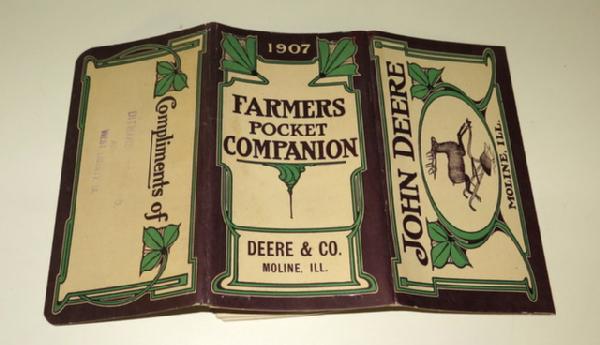 Compliments of
1907
FARMERS
POCKET
COMPANION
DEERE & CO.
MOLINE, ILL.
JOHN DEERE
MOLINE, ILL.